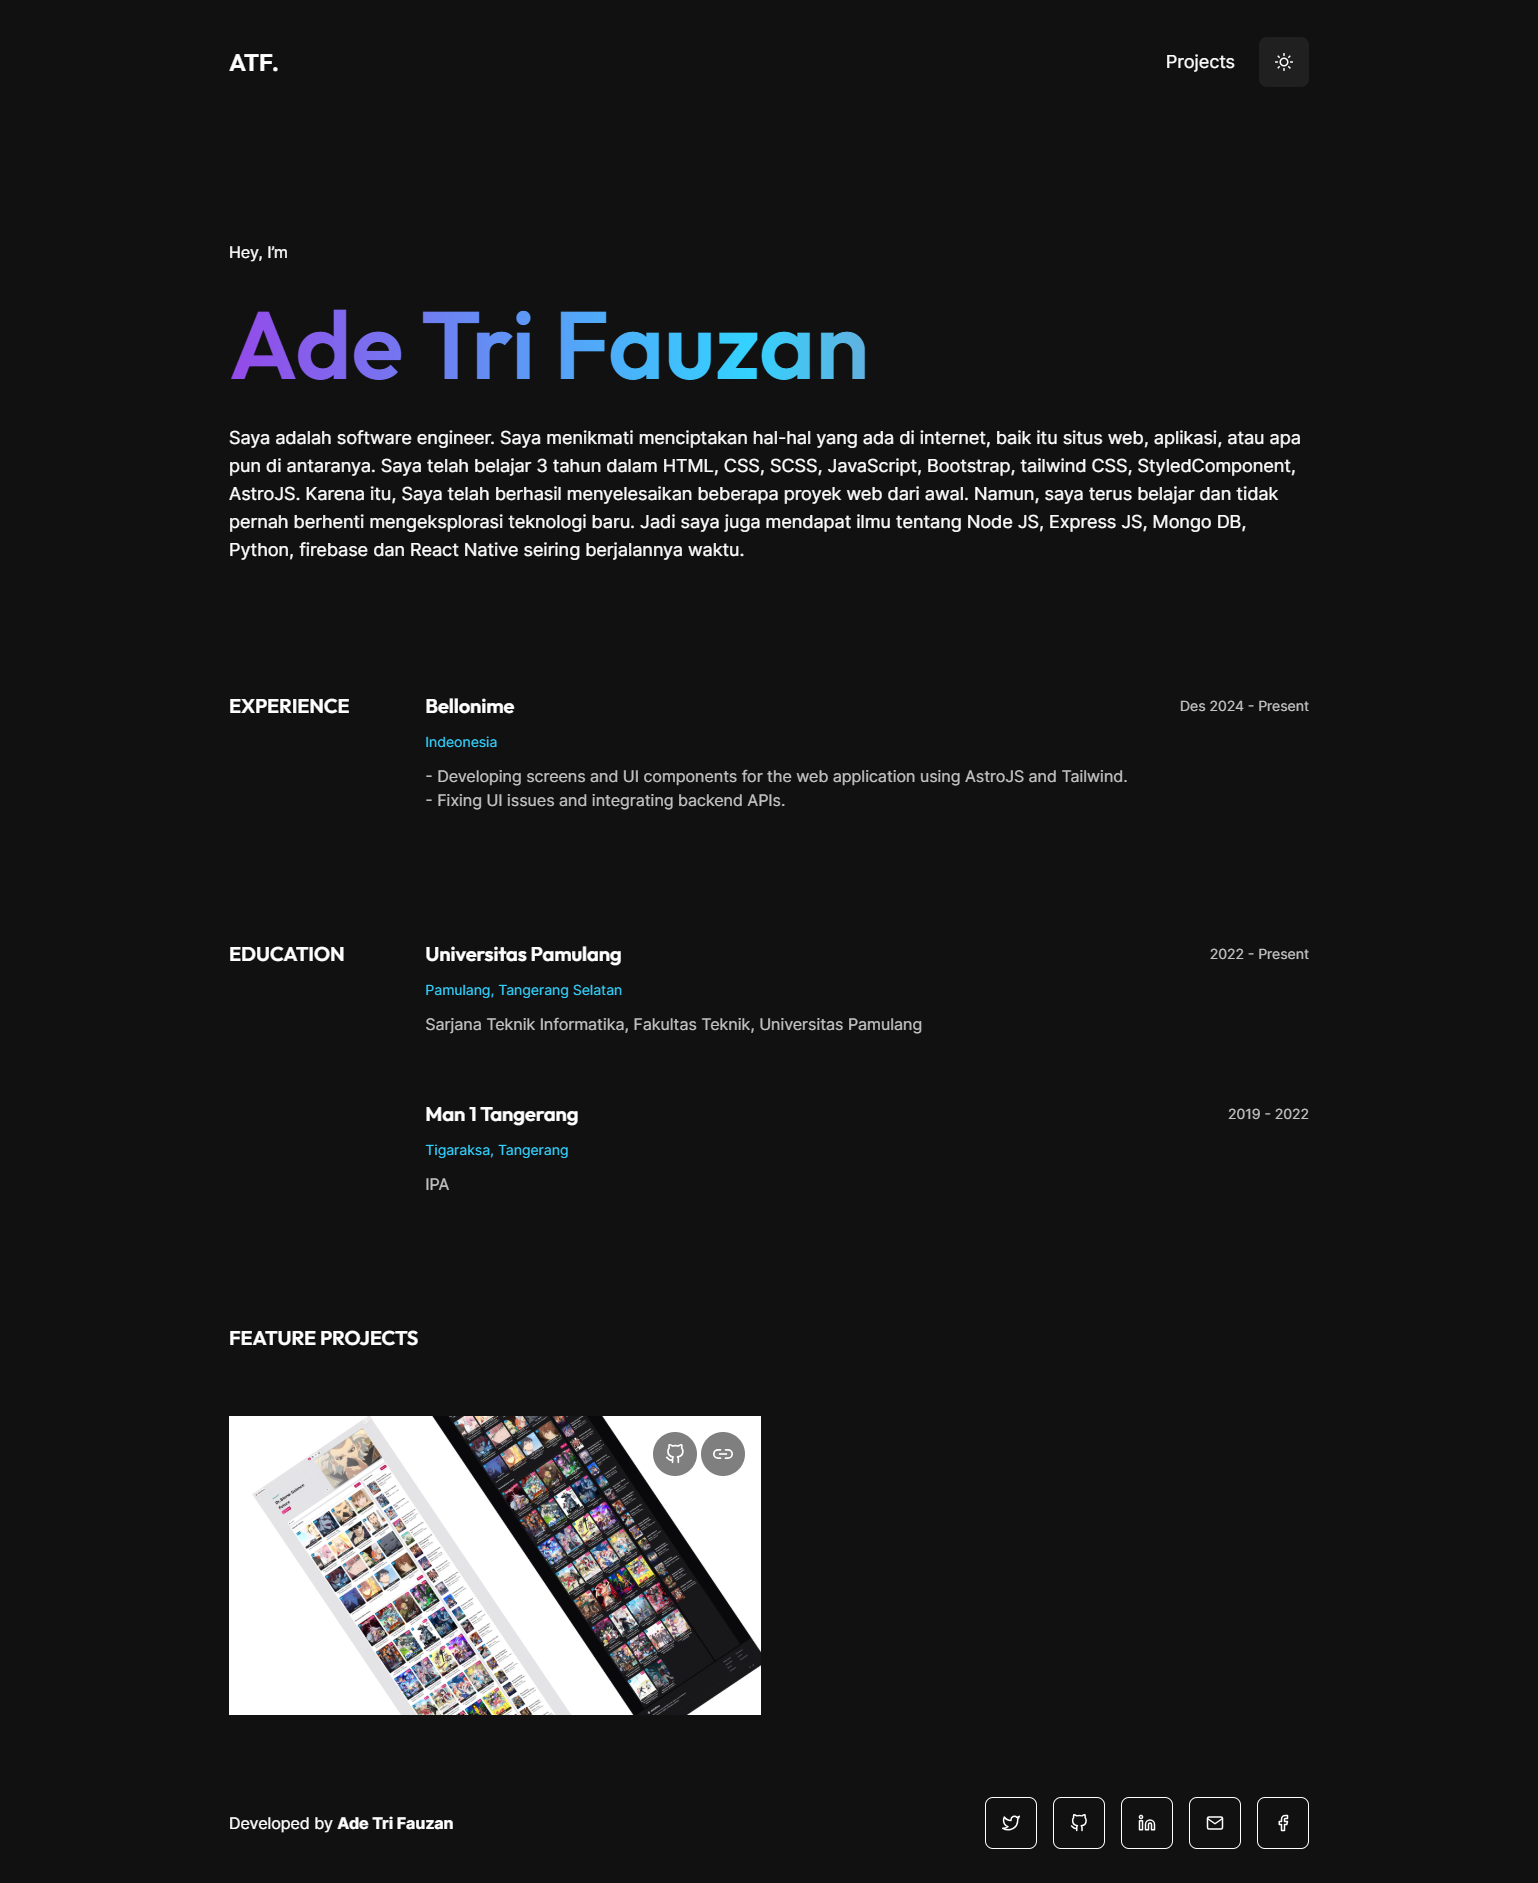 ATF.
Projects
Hey, I'm
Ade Tri Fauzan
Saya adalah software engineer. Saya menikmati menciptakan hal-hal yang ada di internet, baik itu situs web, aplikasi, atau apa
pun di antaranya. Saya telah belajar 3 tahun dalam HTML, CSS, SCSS, JavaScript, Bootstrap, tailwind CSS, StyledComponent,
AstroJS. Karena itu, Saya telah berhasil menyelesaikan beberapa proyek web dari awal. Namun, saya terus belajar dan tidak
pernah berhenti mengeksplorasi teknologi baru. Jadi saya juga mendapat ilmu tentang Node JS, Express JS, Mongo DB,
Python, firebase dan React Native seiring berjalannya waktu.
EXPERIENCE
Bellonime
Des 2024 - Present
Indeonesia
- Developing screens and UI components for the web application using AstroJS and Tailwind.
- Fixing UI issues and integrating backend APIs.
EDUCATION
Universitas Pamulang
2022 - Present
Pamulang, Tangerang Selatan
Sarjana Teknik Informatika, Fakultas Teknik, Universitas Pamulang
Man 1 Tangerang
2019 - 2022
Tigaraksa, Tangerang
IPA
FEATURE PROJECTS
Developed by Ade Tri Fauzan